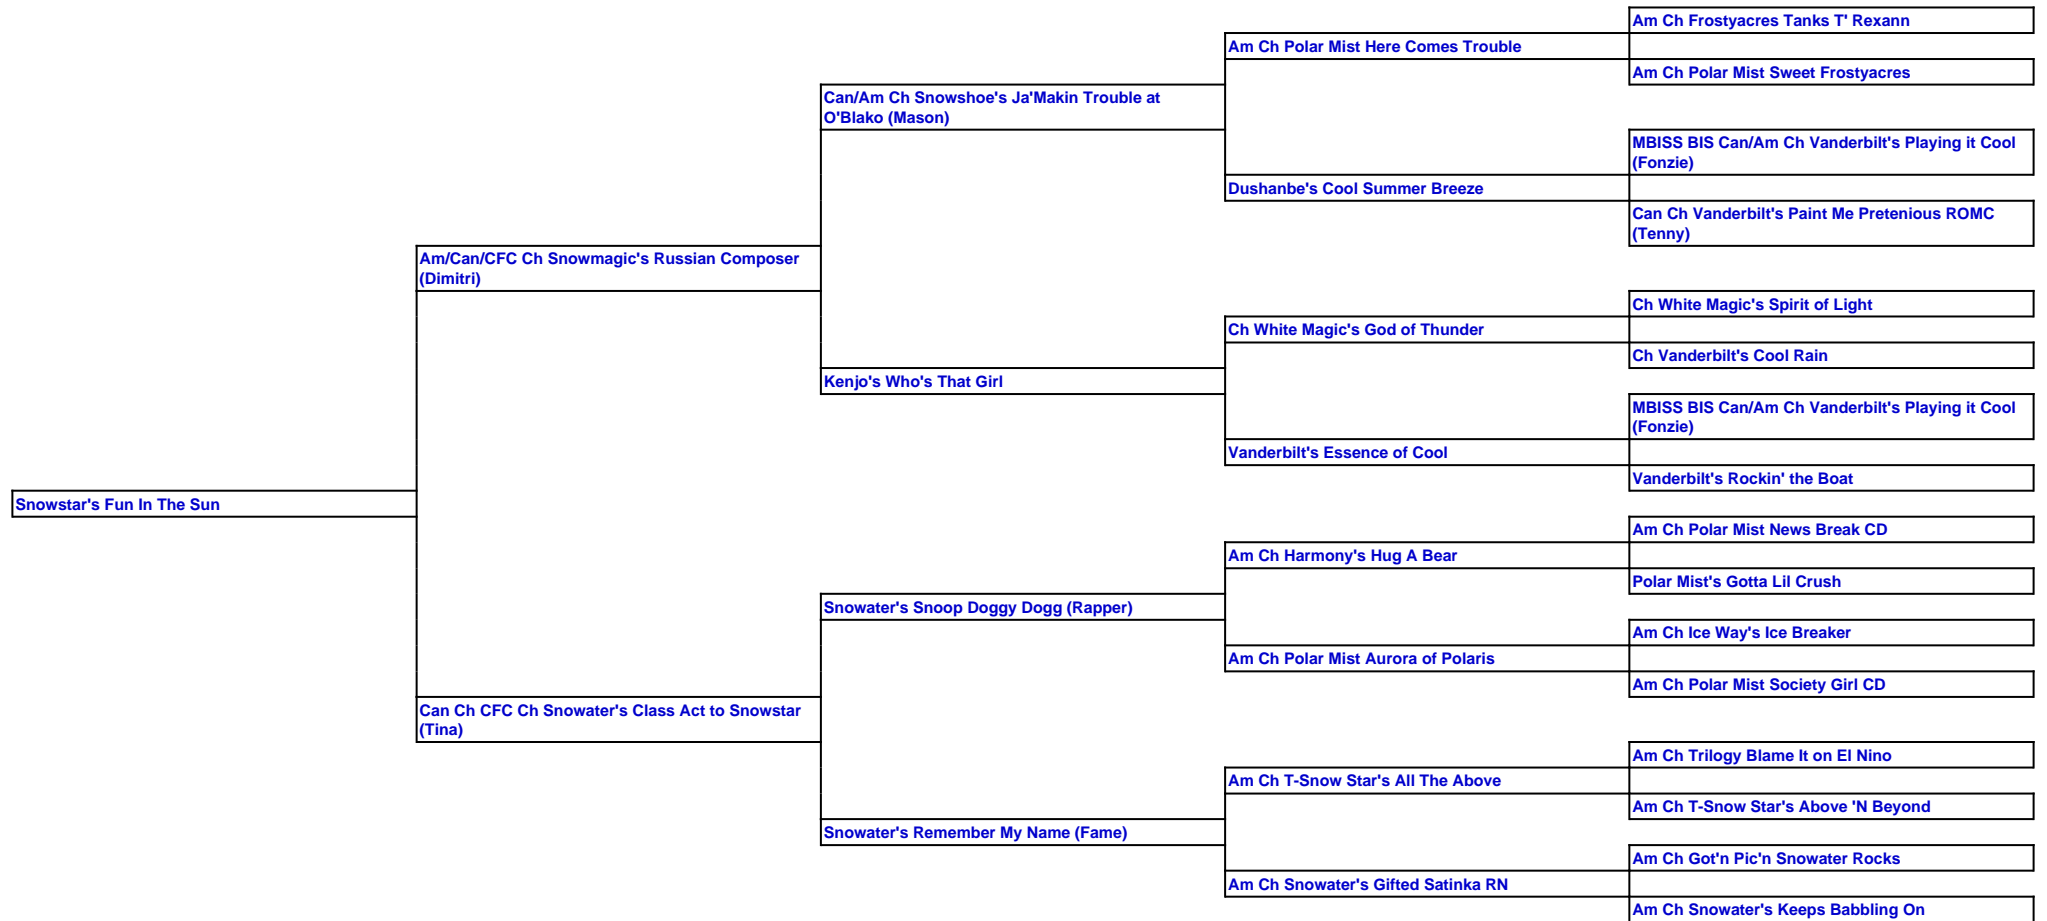 Am Ch Frostyacres Tanks T' Rexann
Am Ch Polar Mist Here Comes Trouble
Am Ch Polar Mist Sweet Frostyacres
Can/Am Ch Snowshoe's Ja'Makin Trouble at
O'Blako (Mason)
MBISS BIS Can/Am Ch Vanderbilt's Playing it Cool
(Fonzie)
Dushanbe's Cool Summer Breeze
Can Ch Vanderbilt's Paint Me Pretenious ROMC
(Tenny)
Am/Can/CFC Ch Snowmagic's Russian Composer
(Dimitri)
Ch White Magic's Spirit of Light
Ch White Magic's God of Thunder
Ch Vanderbilt's Cool Rain
Kenjo's Who's That Girl
MBISS BIS Can/Am Ch Vanderbilt's Playing it Cool
(Fonzie)
Vanderbilt's Essence of Cool
Vanderbilt's Rockin' the Boat
Snowstar's Fun In The Sun
Am Ch Polar Mist News Break CD
Am Ch Harmony's Hug A Bear
Polar Mist's Gotta Lil Crush
Snowater's Snoop Doggy Dogg (Rapper)
Am Ch Ice Way's Ice Breaker
Am Ch Polar Mist Aurora of Polaris
Am Ch Polar Mist Society Girl CD
Can Ch CFC Ch Snowater's Class Act to Snowstar
(Tina)
Am Ch Trilogy Blame It on El Nino
Am Ch T-Snow Star's All The Above
Am Ch T-Snow Star's Above 'N Beyond
Snowater's Remember My Name (Fame)
Am Ch Got'n Pic'n Snowater Rocks
Am Ch Snowater's Gifted Satinka RN
Am Ch Snowater's Keeps Babbling On